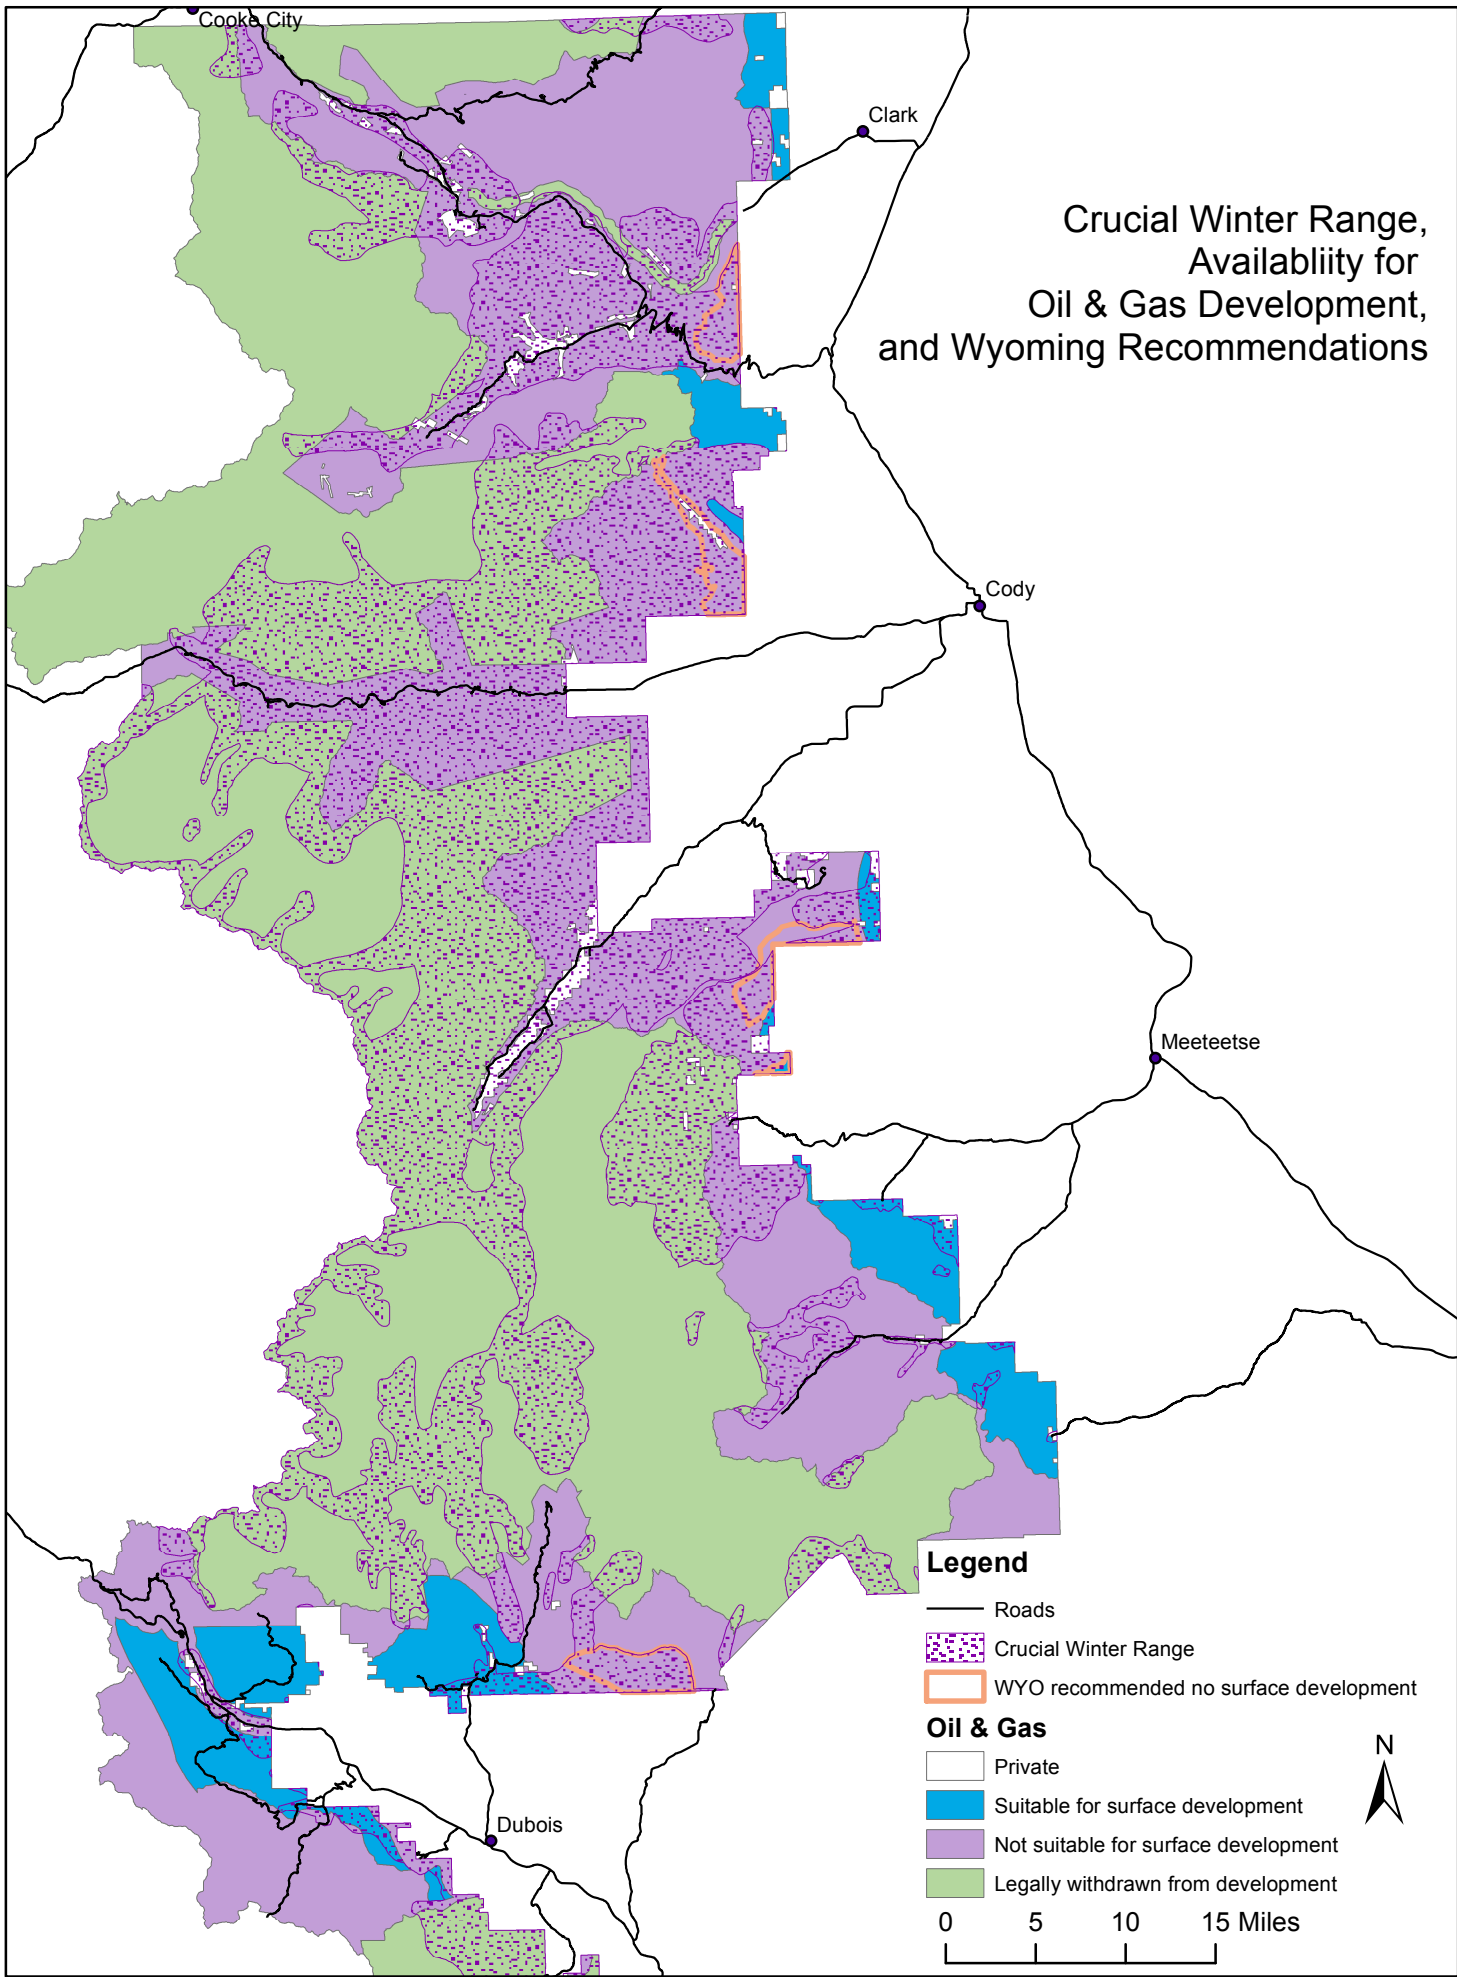 Cooke City
Clark
Crucial Winter Range,
Availabliity for
Oil & Gas Development,
and Wyoming Recommendations
Cody
Meeteetse
Dubois
Legend
Roads
Crucial Winter Range
WYO recommended no surface development
Oil & Gas
Private
Suitable for surface development
Not suitable for surface development
Legally withdrawn from development
N
0 5 10 15 Miles